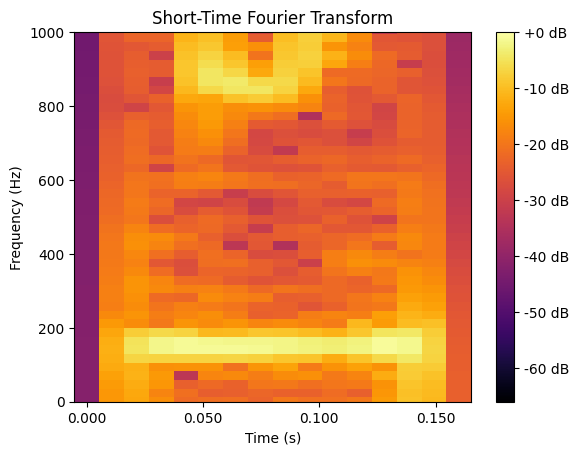 Short-Time Fourier Transform
1000
800
600
400
200
0
Frequency (Hz)
0.000
0.050
0.100
0.150
Time (s)
+0 dB
-10 dB
-20 dB
-30 dB
-40 dB
-50 dB
-60 dB